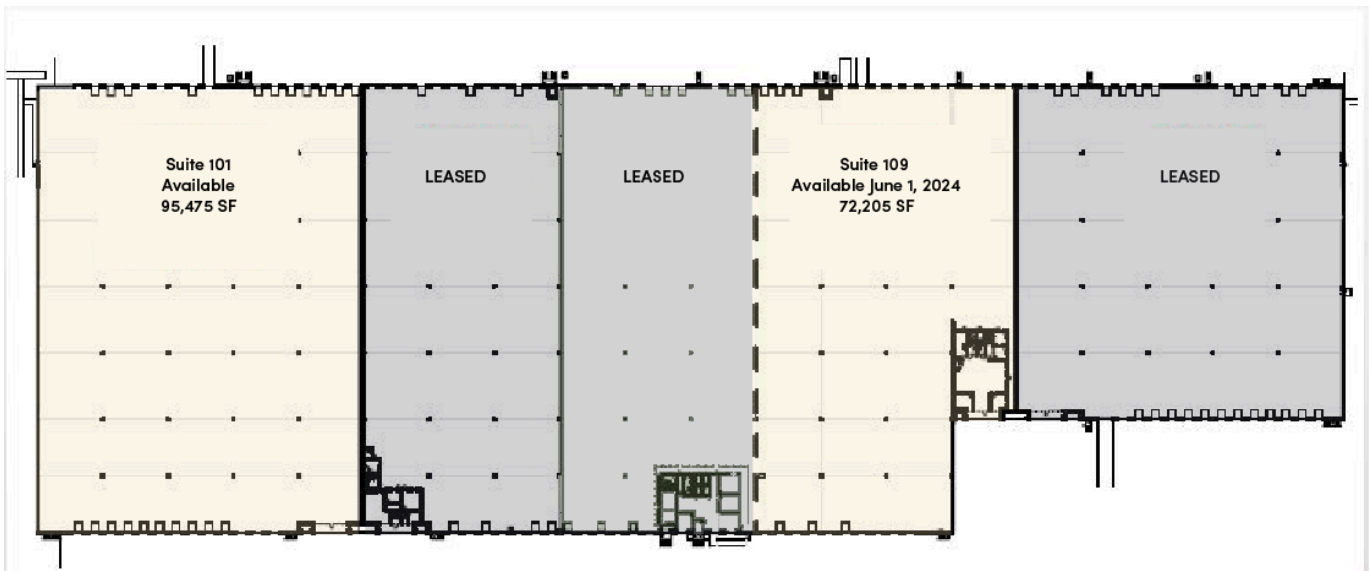 Suite 101
Available
95,475 SF
LEASED
LEASED
Suite 109
Available June 1, 2024
72,205 SF
LEASED